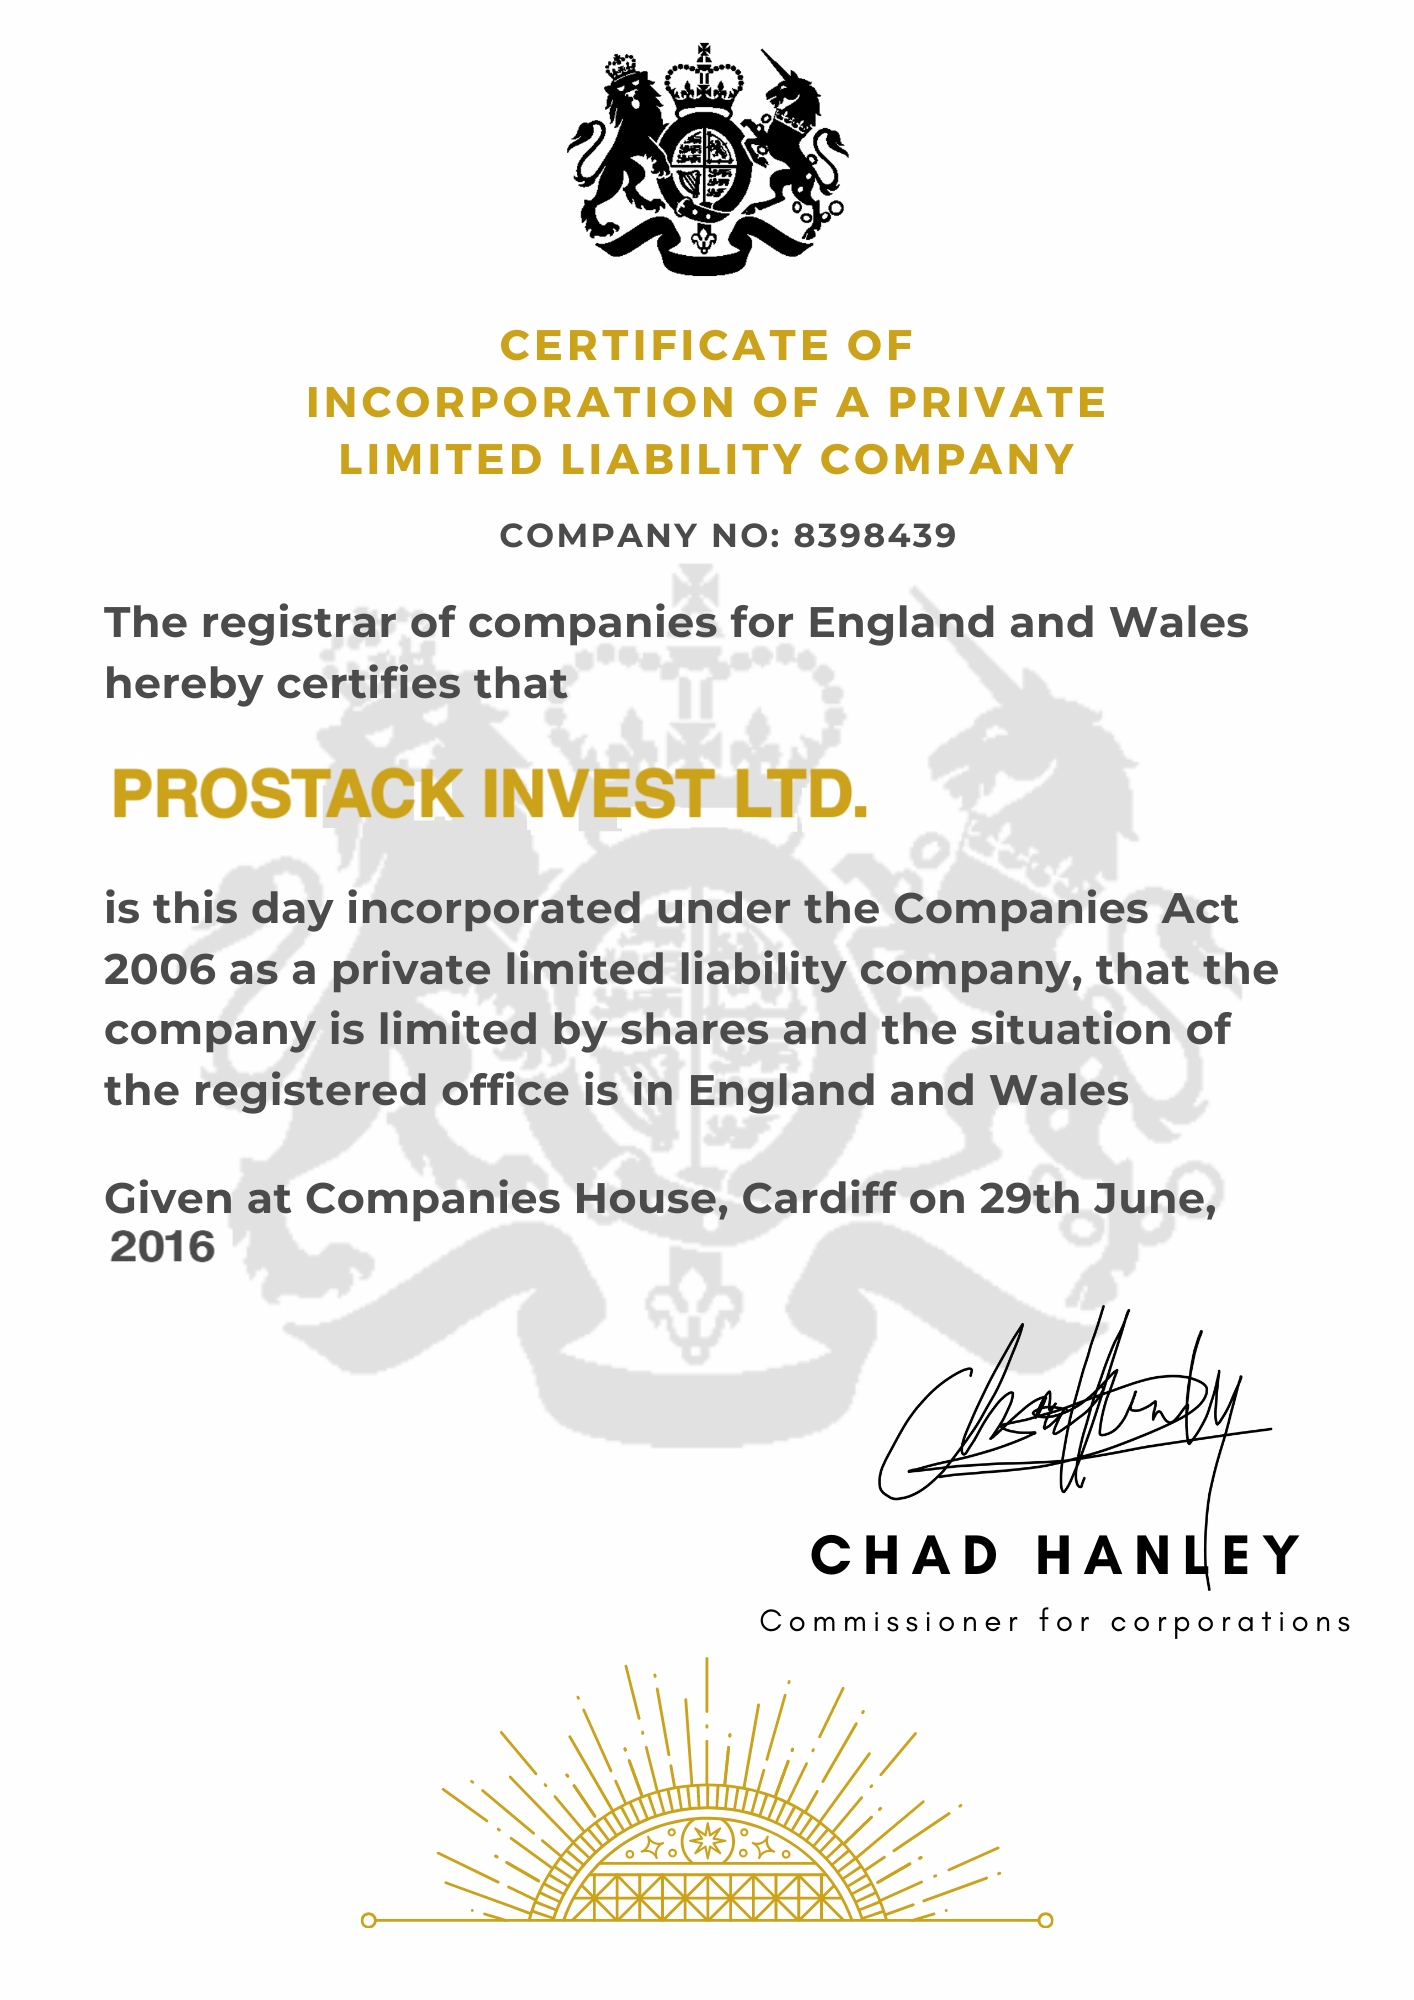 CERTIFICATE OF
INCORPORATION OF A PRIVATE
LIMITED LIABILITY COMPANY
COMPANY NO: 8398439
The registrar of companies for England and Wales
hereby certifies that
PROSTACK INVEST LTD.
is this day incorporated under the Companies Act
2006 as a private limited liability company, that the
company is limited by shares and the situation of
the registered office is in England and Wales
Given at Companies House, Cardiff on 29th June,
2016
CHAD HANLEY
Commissioner for corporations